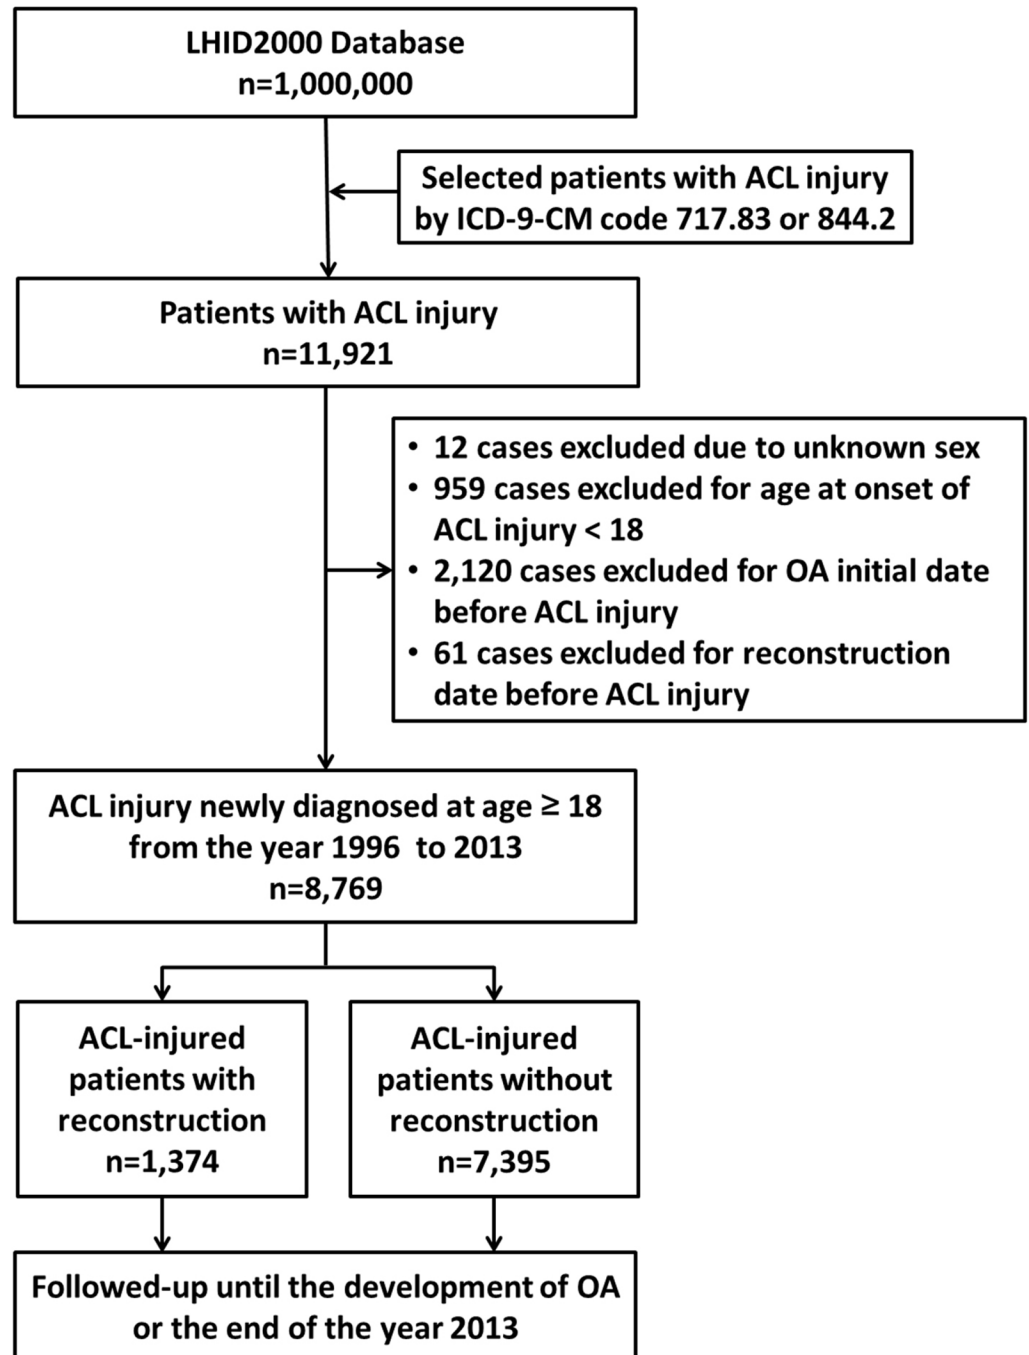 LHID2000 Database
n=1,000,000
Selected patients with ACL injury
by ICD-9-CM code 717.83 or 844.2
Patients with ACL injury
n=11,921
• 12 cases excluded due to unknown sex
• 959 cases excluded for age at onset of
ACL injury < 18
• 2,120 cases excluded for OA initial date
before ACL injury
• 61 cases excluded for reconstruction
date before ACL injury
ACL injury newly diagnosed at age ≥ 18
from the year 1996 to 2013
n=8,769
ACL-injured
patients with
reconstruction
n=1,374
ACL-injured
patients without
reconstruction
n=7,395
Followed-up until the development of OA
or the end of the year 2013